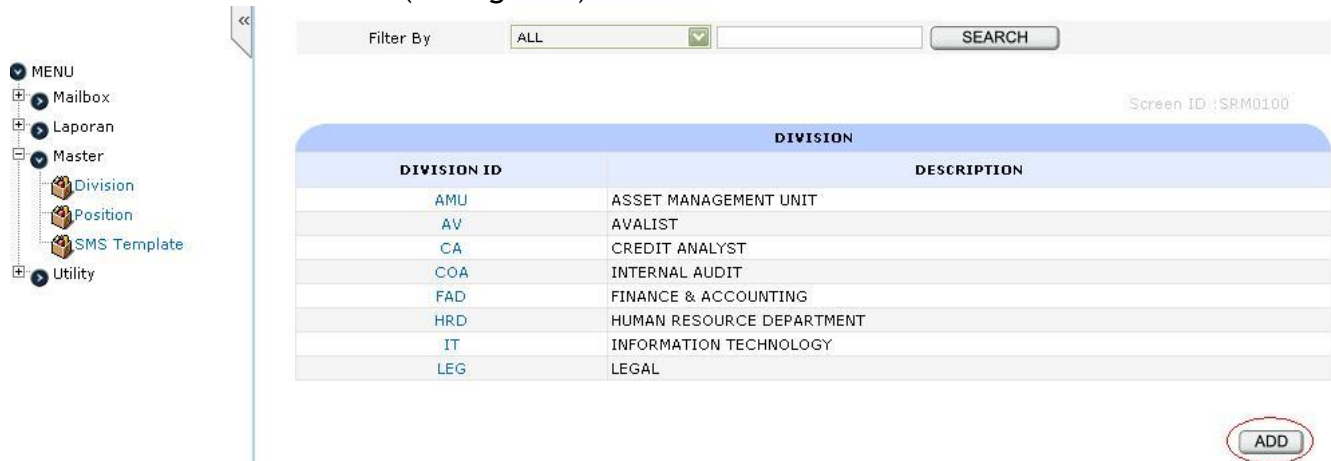 «
MENU
Mailbox
Laporan
Master
Division
Position
SMS Template
Utility
Filter By ALL SEARCH
Screen ID :SRM0100
DIVISION
DIVISION ID DESCRIPTION
AMU ASSET MANAGEMENT UNIT
AV AVALIST
CA CREDIT ANALYST
COA INTERNAL AUDIT
FAD FINANCE & ACCOUNTING
HRD HUMAN RESOURCE DEPARTMENT
IT INFORMATION TECHNOLOGY
LEG LEGAL
ADD